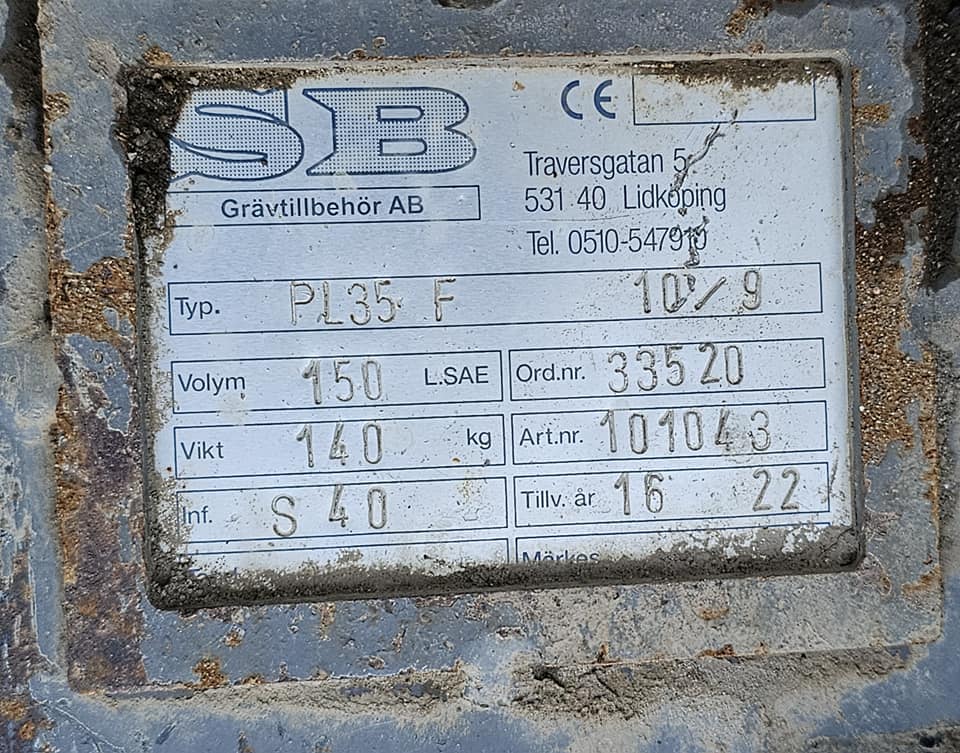 SB
CE
Grävtillbehör AB
Traversgatan 5
531 40 Lidköping
Tel. 0510-547910
Typ. PL35 F 10/9
Volym 150 L.SAE
Ord.nr. 33520
Vikt 140 kg
Art.nr. 101043
Inf. S 40
Tillv. år 16 22
Märkes